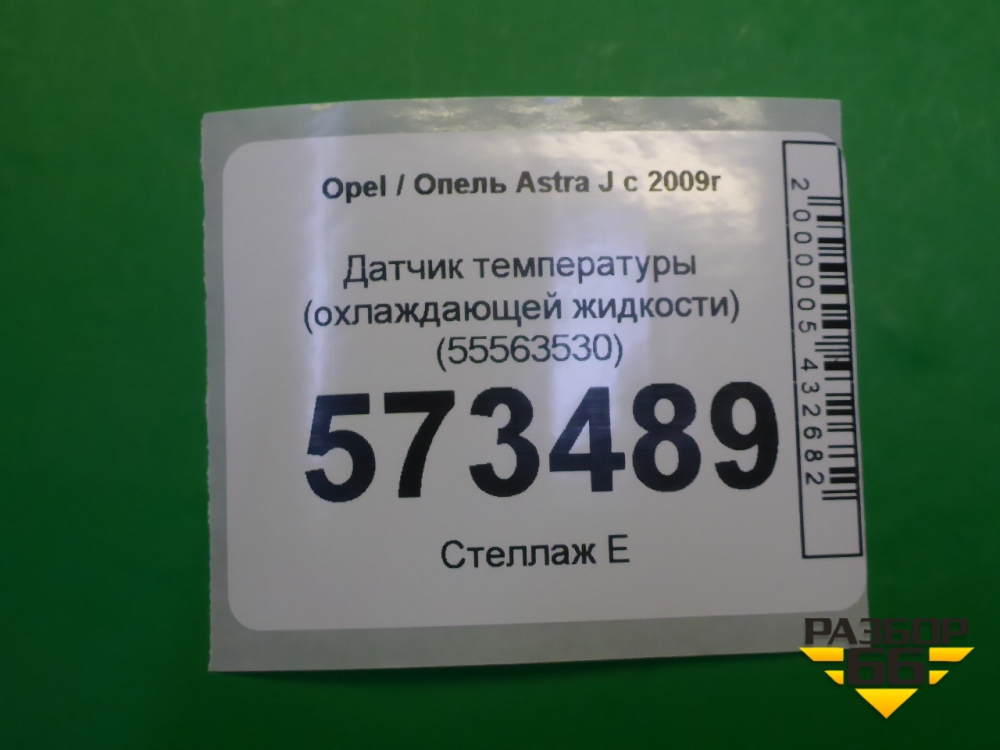 Opel / Опель Astra J с 2009г
Датчик температуры
(охлаждающей жидкости)
(55563530)
573489
Стеллаж Е
2000005432682
РАЗБОР
66